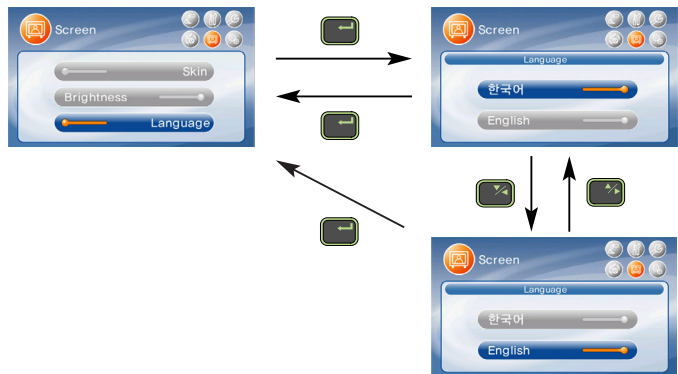 Screen
Skin
Brightness
Language
Screen
Language
한국어
English
Screen
Language
한국어
English